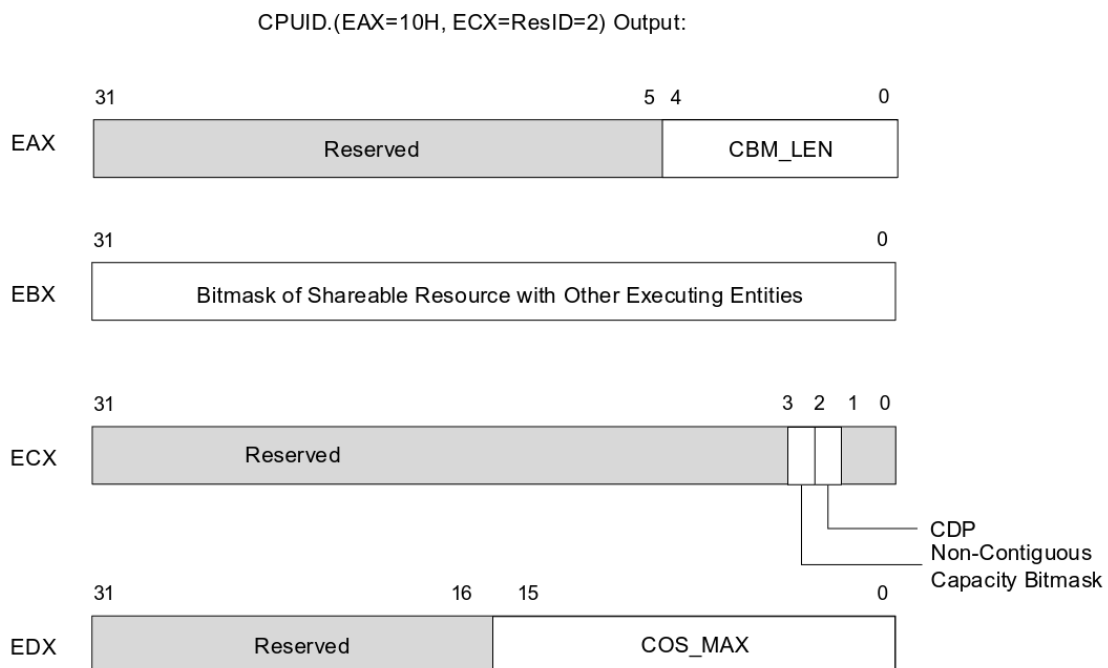 CPUID.(EAX=10H, ECX=ResID=2) Output:
31 5 4 0
EAX Reserved CBM_LEN
31 0
EBX Bitmask of Shareable Resource with Other Executing Entities
31 3 2 1 0
ECX Reserved
CDP
Non-Contiguous
Capacity Bitmask
31 16 15 0
EDX Reserved COS_MAX